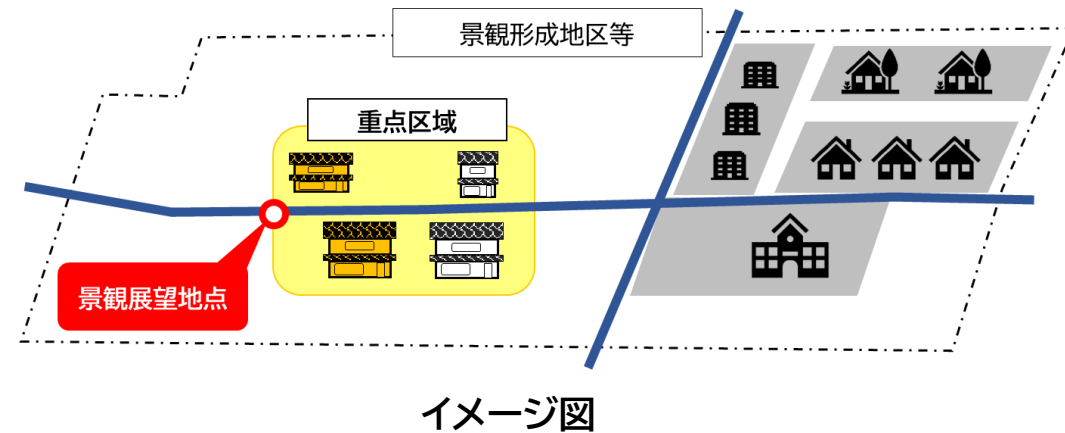 景観形成地区等
重点区域
景観展望地点
イメージ図